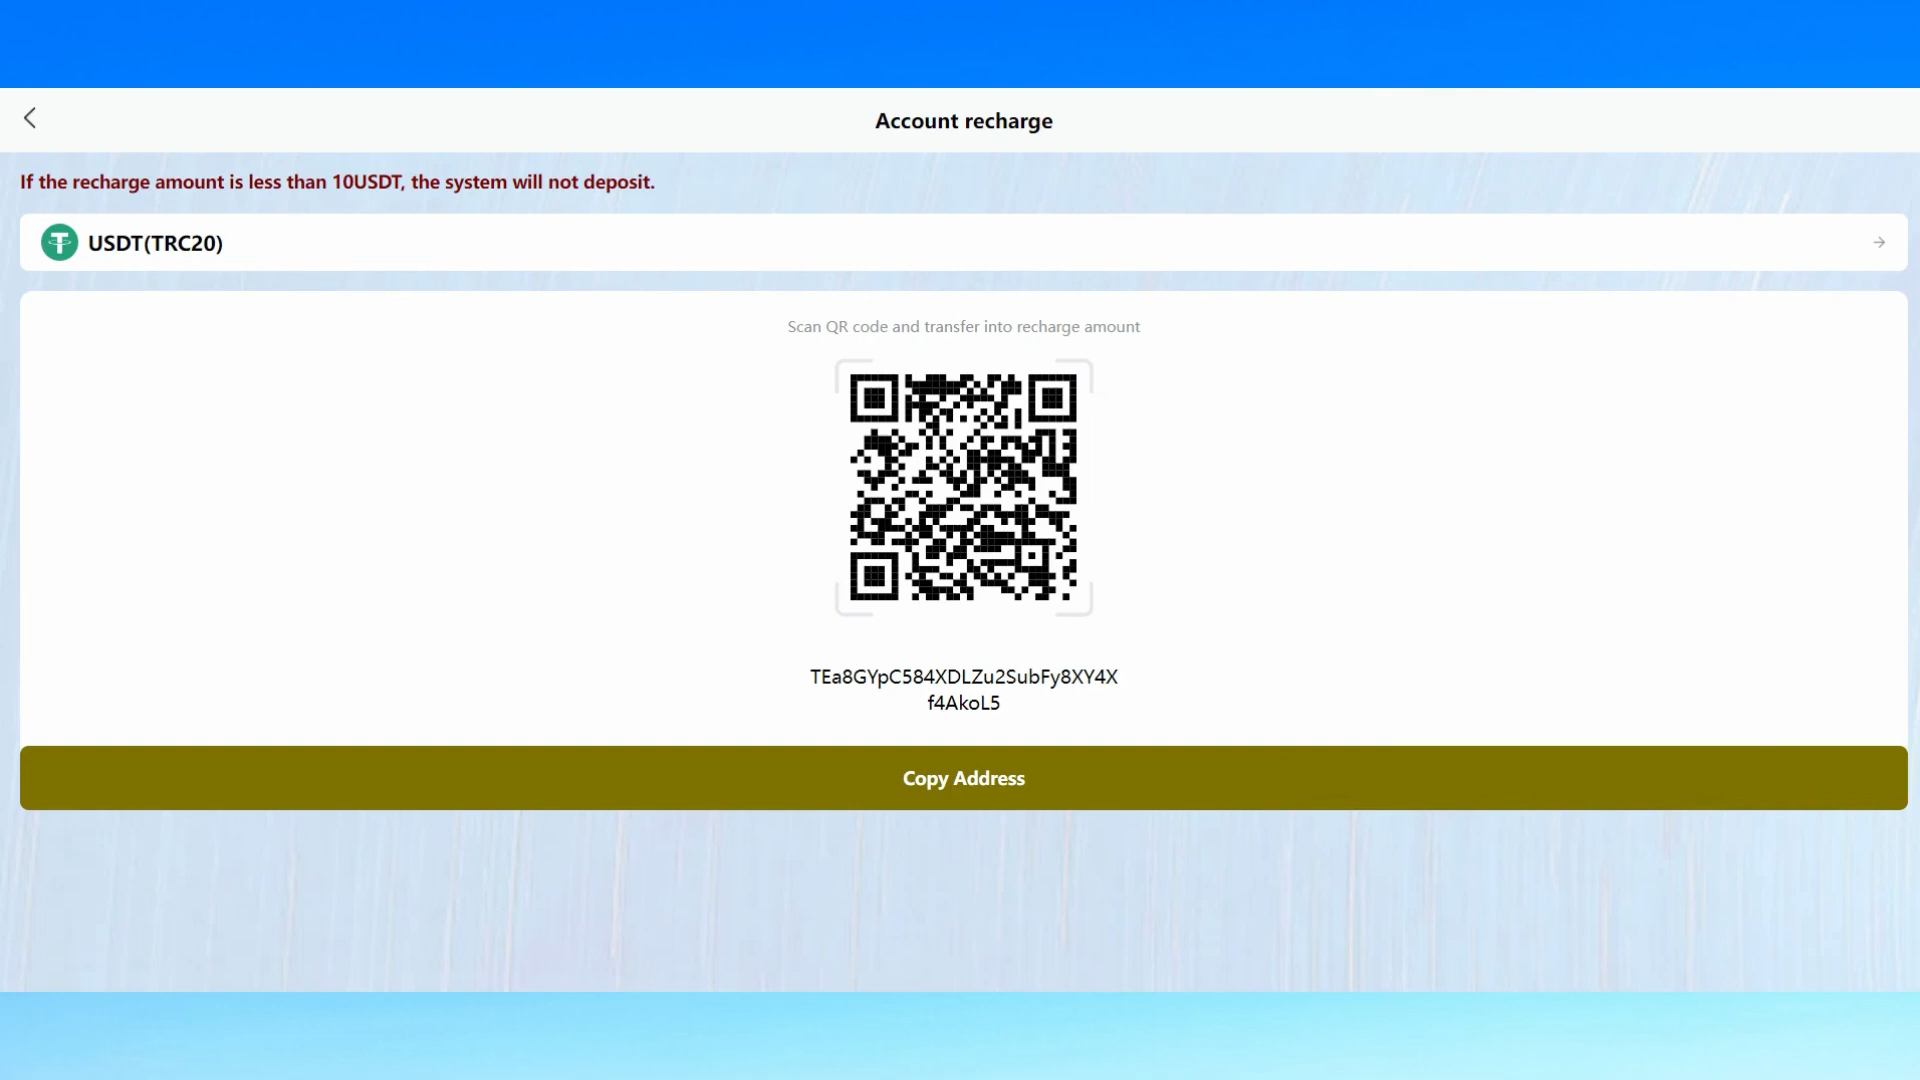 Account recharge
If the recharge amount is less than 10USDT, the system will not deposit.
USDT(TRC20)
Scan QR code and transfer into recharge amount
TEa8GYpC584XDLZu2SubFy8XY4X
f4AkoL5
Copy Address